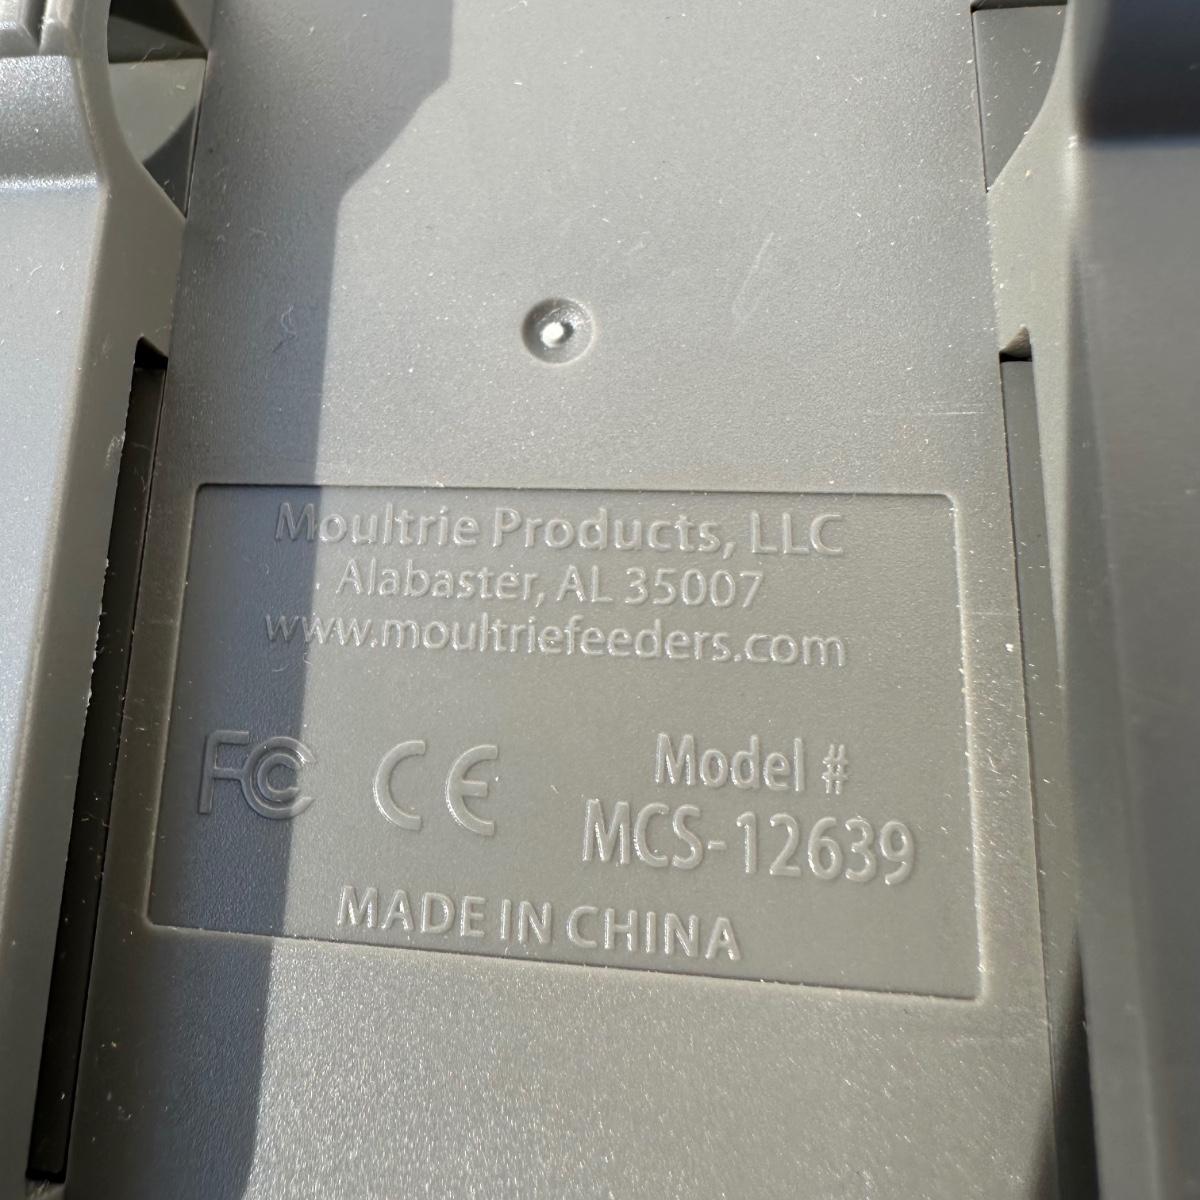 Moultrie Products, LLC
Alabaster, AL 35007
www.moultriefeeders.com
FC CE Model #
MCS-12639
MADE IN CHINA